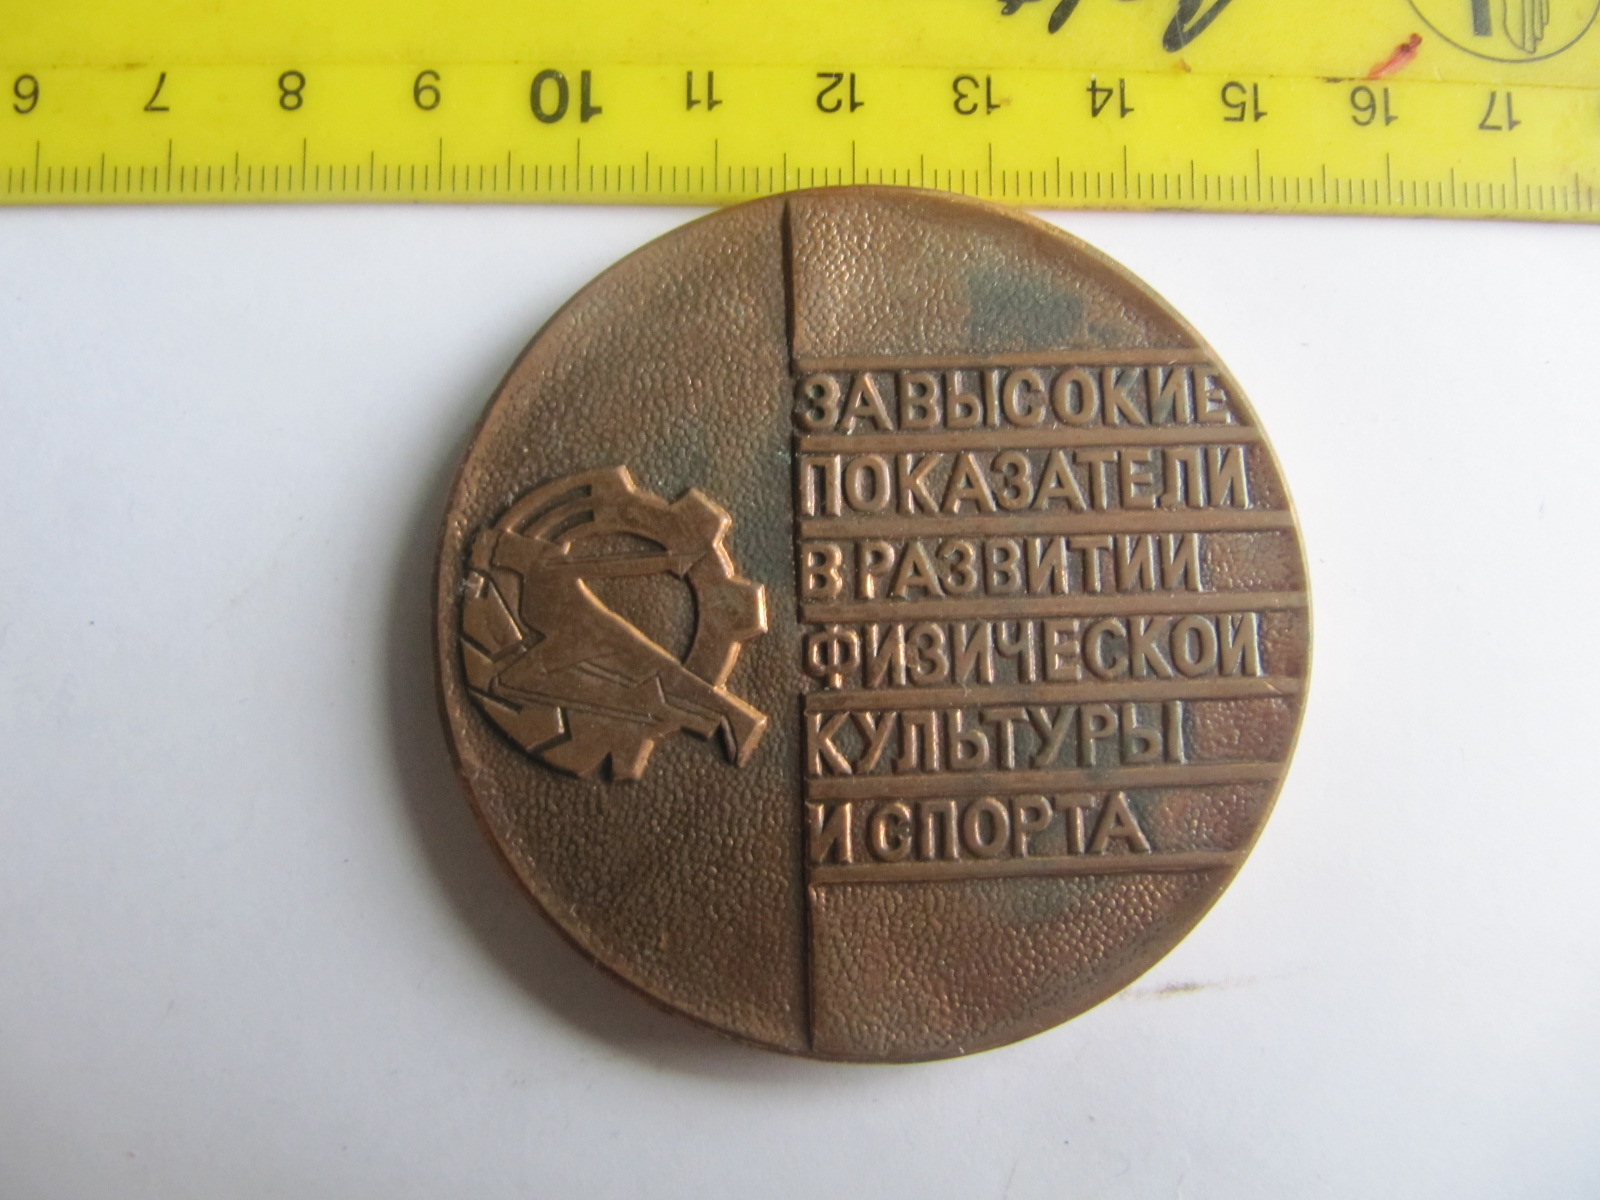 6 7 8 9 10 11 12 13 14 15 16 17
ЗА ВЫСОКИЕ
ПОКАЗАТЕЛИ
В РАЗВИТИИ
ФИЗИЧЕСКОЙ
КУЛЬТУРЫ
И СПОРТА